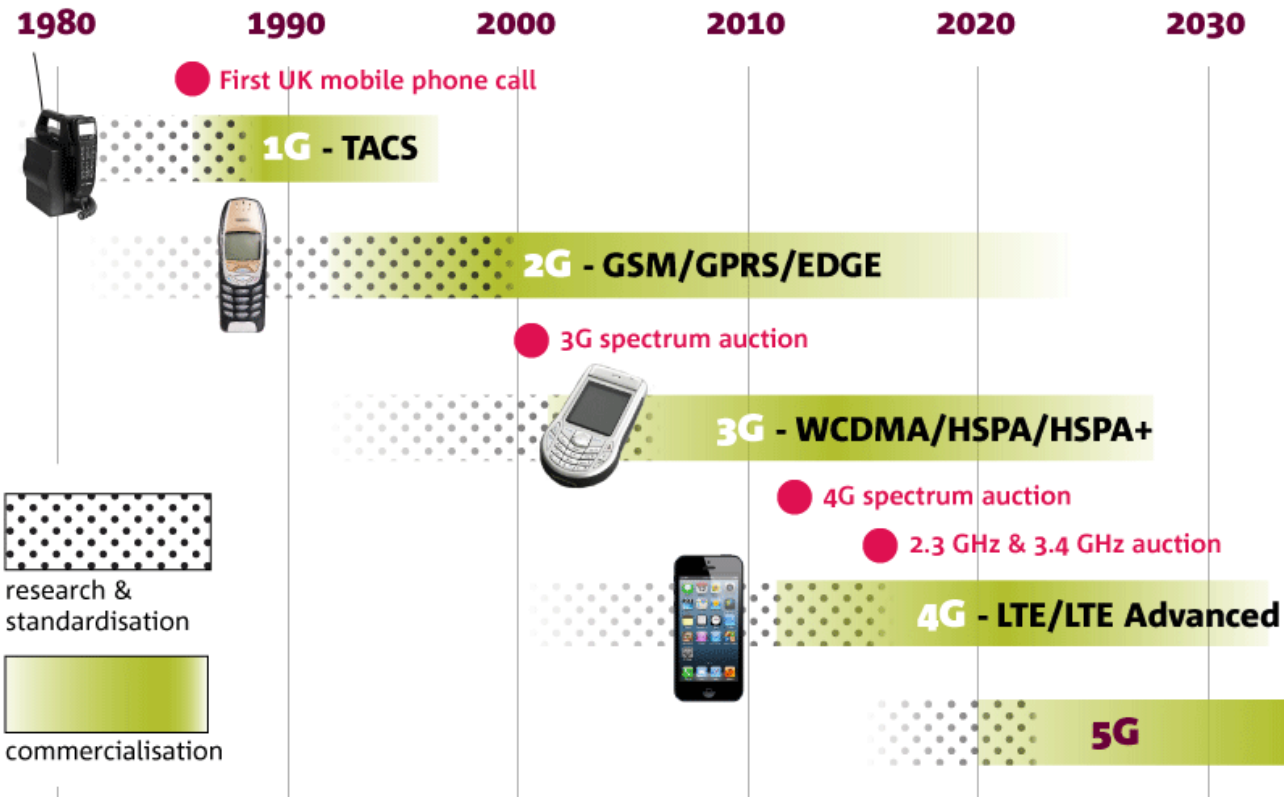 1980 1990 2000 2010 2020 2030
First UK mobile phone call
1G - TACS
2G - GSM/GPRS/EDGE
3G spectrum auction
3G - WCDMA/HSPA/HSPA+
4G spectrum auction
2.3 GHz & 3.4 GHz auction
research &
standardisation
4G - LTE/LTE Advanced
commercialisation
5G